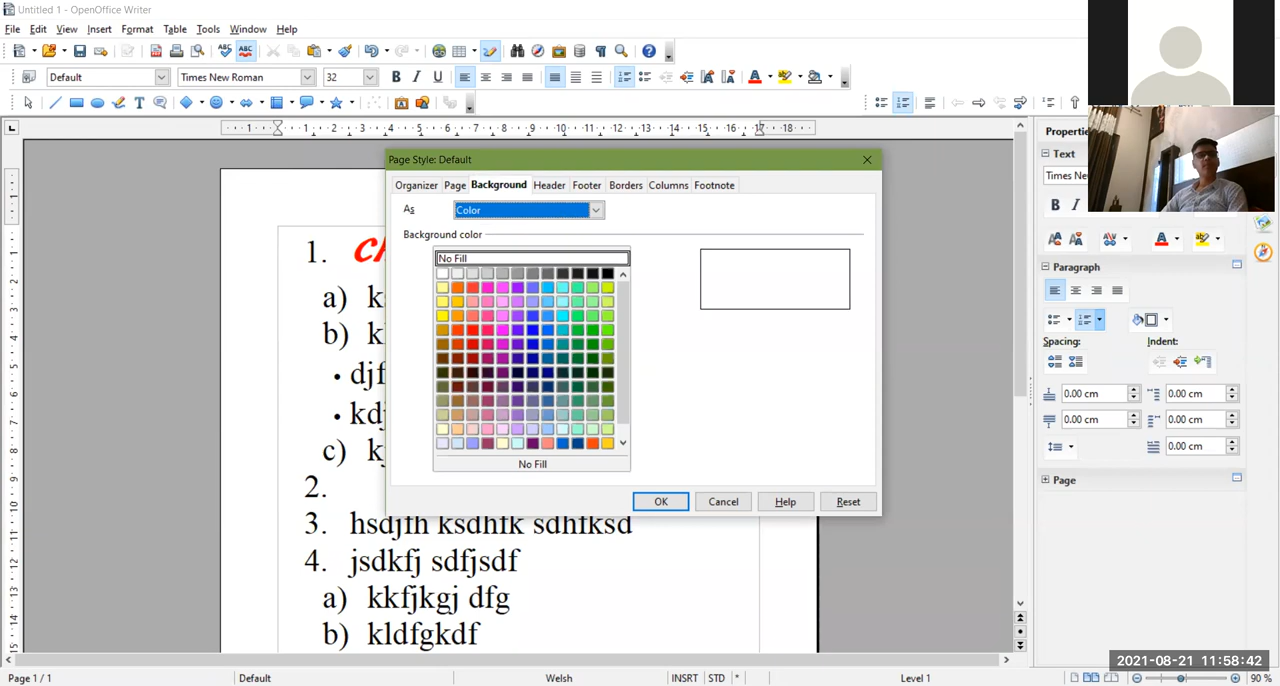 Untitled 1 - OpenOffice Writer
File Edit View Insert Format Table Tools Window Help
Default Times New Roman 32 B I U
Page Style: Default
Organizer Page Background Header Footer Borders Columns Footnote
As Color
Background color
No Fill
No Fill
OK Cancel Help Reset
1.
a)
b)
• djf
• kdj
c)
2.
3. hsdjfh ksdhfk sdhfksd
4. jsdkfj sdfjsdf
a) kkfjkgj dfg
b) kldfgkdf
Properties
Text
Times New
B I
Paragraph
Spacing: Indent:
0.00 cm 0.00 cm
0.00 cm 0.00 cm
0.00 cm
Page
2021-08-21 11:58:42
Page 1 / 1 Default Welsh INSRT STD * Level 1 90 %